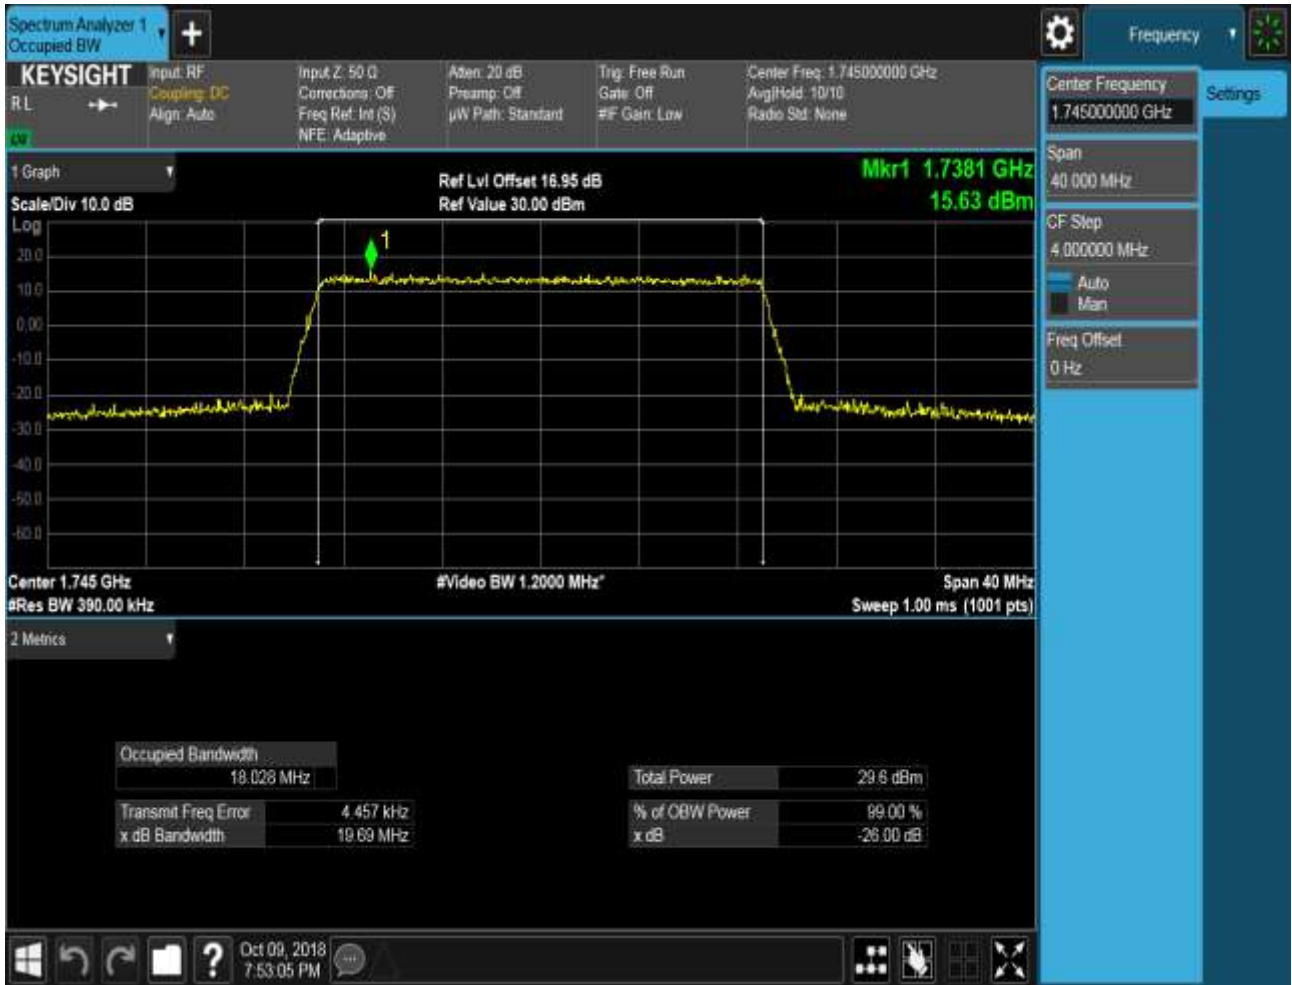 Spectrum Analyzer 1
Occupied BW
Frequency
KEYSIGHT
R L
Input: RF
Coupling: DC
Align: Auto
Input Z: 50 Ω
Corrections: Off
Freq Ref: Int (S)
NFE: Adaptive
Atten: 20 dB
Preamp: Off
µW Path: Standard
Trig: Free Run
Gate: Off
#IF Gain: Low
Center Freq: 1.745000000 GHz
Avg|Hold: 10/10
Radio Std: None
Center Frequency
1.745000000 GHz
Settings
Span
40.000 MHz
CF Step
4.000000 MHz
Auto
Man
Freq Offset
0 Hz
1 Graph
Scale/Div 10.0 dB
Ref Lvl Offset 16.95 dB
Ref Value 30.00 dBm
Mkr1 1.7381 GHz
15.63 dBm
Log
1
20.0
10.0
0.00
-10.0
-20.0
-30.0
-40.0
-50.0
-60.0
Center 1.745 GHz
#Video BW 1.2000 MHz*
Span 40 MHz
#Res BW 390.00 kHz
Sweep 1.00 ms (1001 pts)
2 Metrics
Occupied Bandwidth
18.028 MHz
Total Power 29.6 dBm
Transmit Freq Error 4.457 kHz
% of OBW Power 99.00 %
x dB Bandwidth 19.69 MHz
x dB -26.00 dB
?
Oct 09, 2018
7:53:05 PM